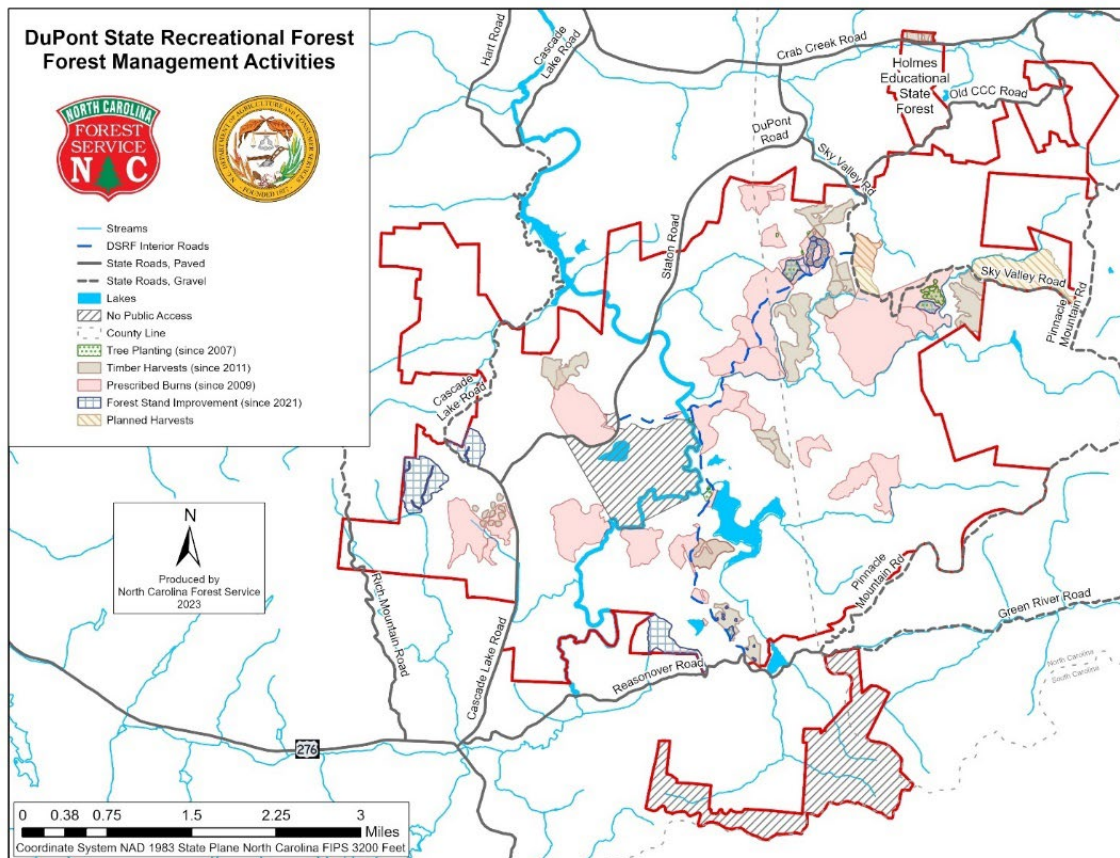 DuPont State Recreational Forest
Forest Management Activities
NORTH CAROLINA
FOREST
SERVICE
N C
Streams
DSRF Interior Roads
State Roads, Paved
State Roads, Gravel
Lakes
No Public Access
County Line
Tree Planting (since 2007)
Timber Harvests (since 2011)
Prescribed Burns (since 2009)
Forest Stand Improvement (since 2021)
Planned Harvests
N
Produced by
North Carolina Forest Service
2023
Hart Road
Cascade
Lake Road
Crab Creek Road
Holmes
Educational
State
Forest
Old CCC Road
DuPont
Road
Sky Valley Rd
Staton Road
Sky Valley Road
Pinnacle
Mountain Rd
Cascade
Lake Road
Rich Mountain Road
Cascade Lake Road
Reasonover Road
Pinnacle
Mountain Rd
Green River Road
North Carolina
South Carolina
276
0 0.38 0.75 1.5 2.25 3
Miles
Coordinate System NAD 1983 State Plane North Carolina FIPS 3200 Feet